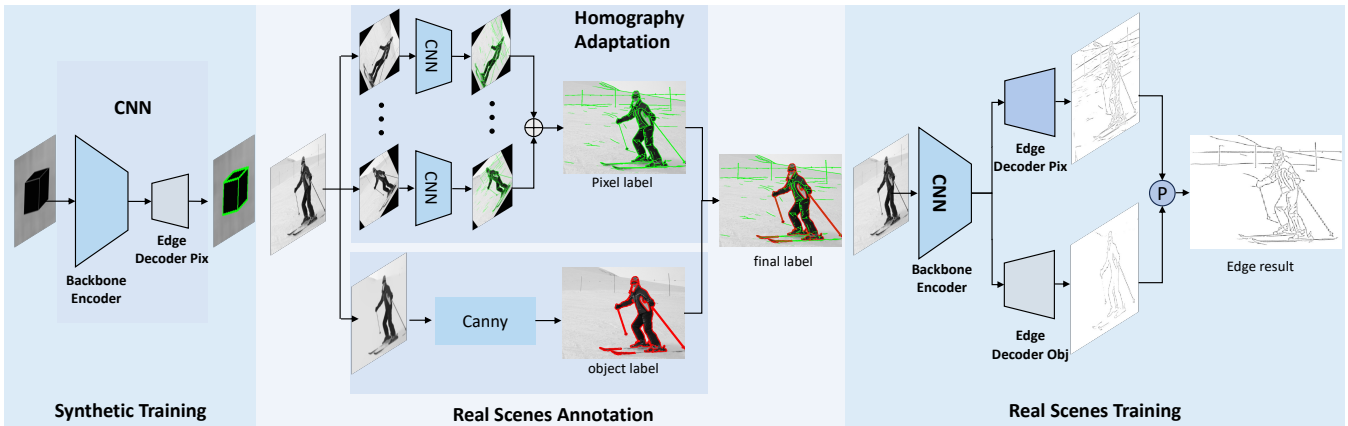 CNN
Edge
Decoder Pix
Backbone
Encoder
Synthetic Training
Homography
Adaptation
CNN
CNN
Pixel label
Canny
object label
final label
Real Scenes Annotation
CNN
Backbone
Encoder
Edge
Decoder Pix
P
Edge
Decoder Obj
Edge result
Real Scenes Training